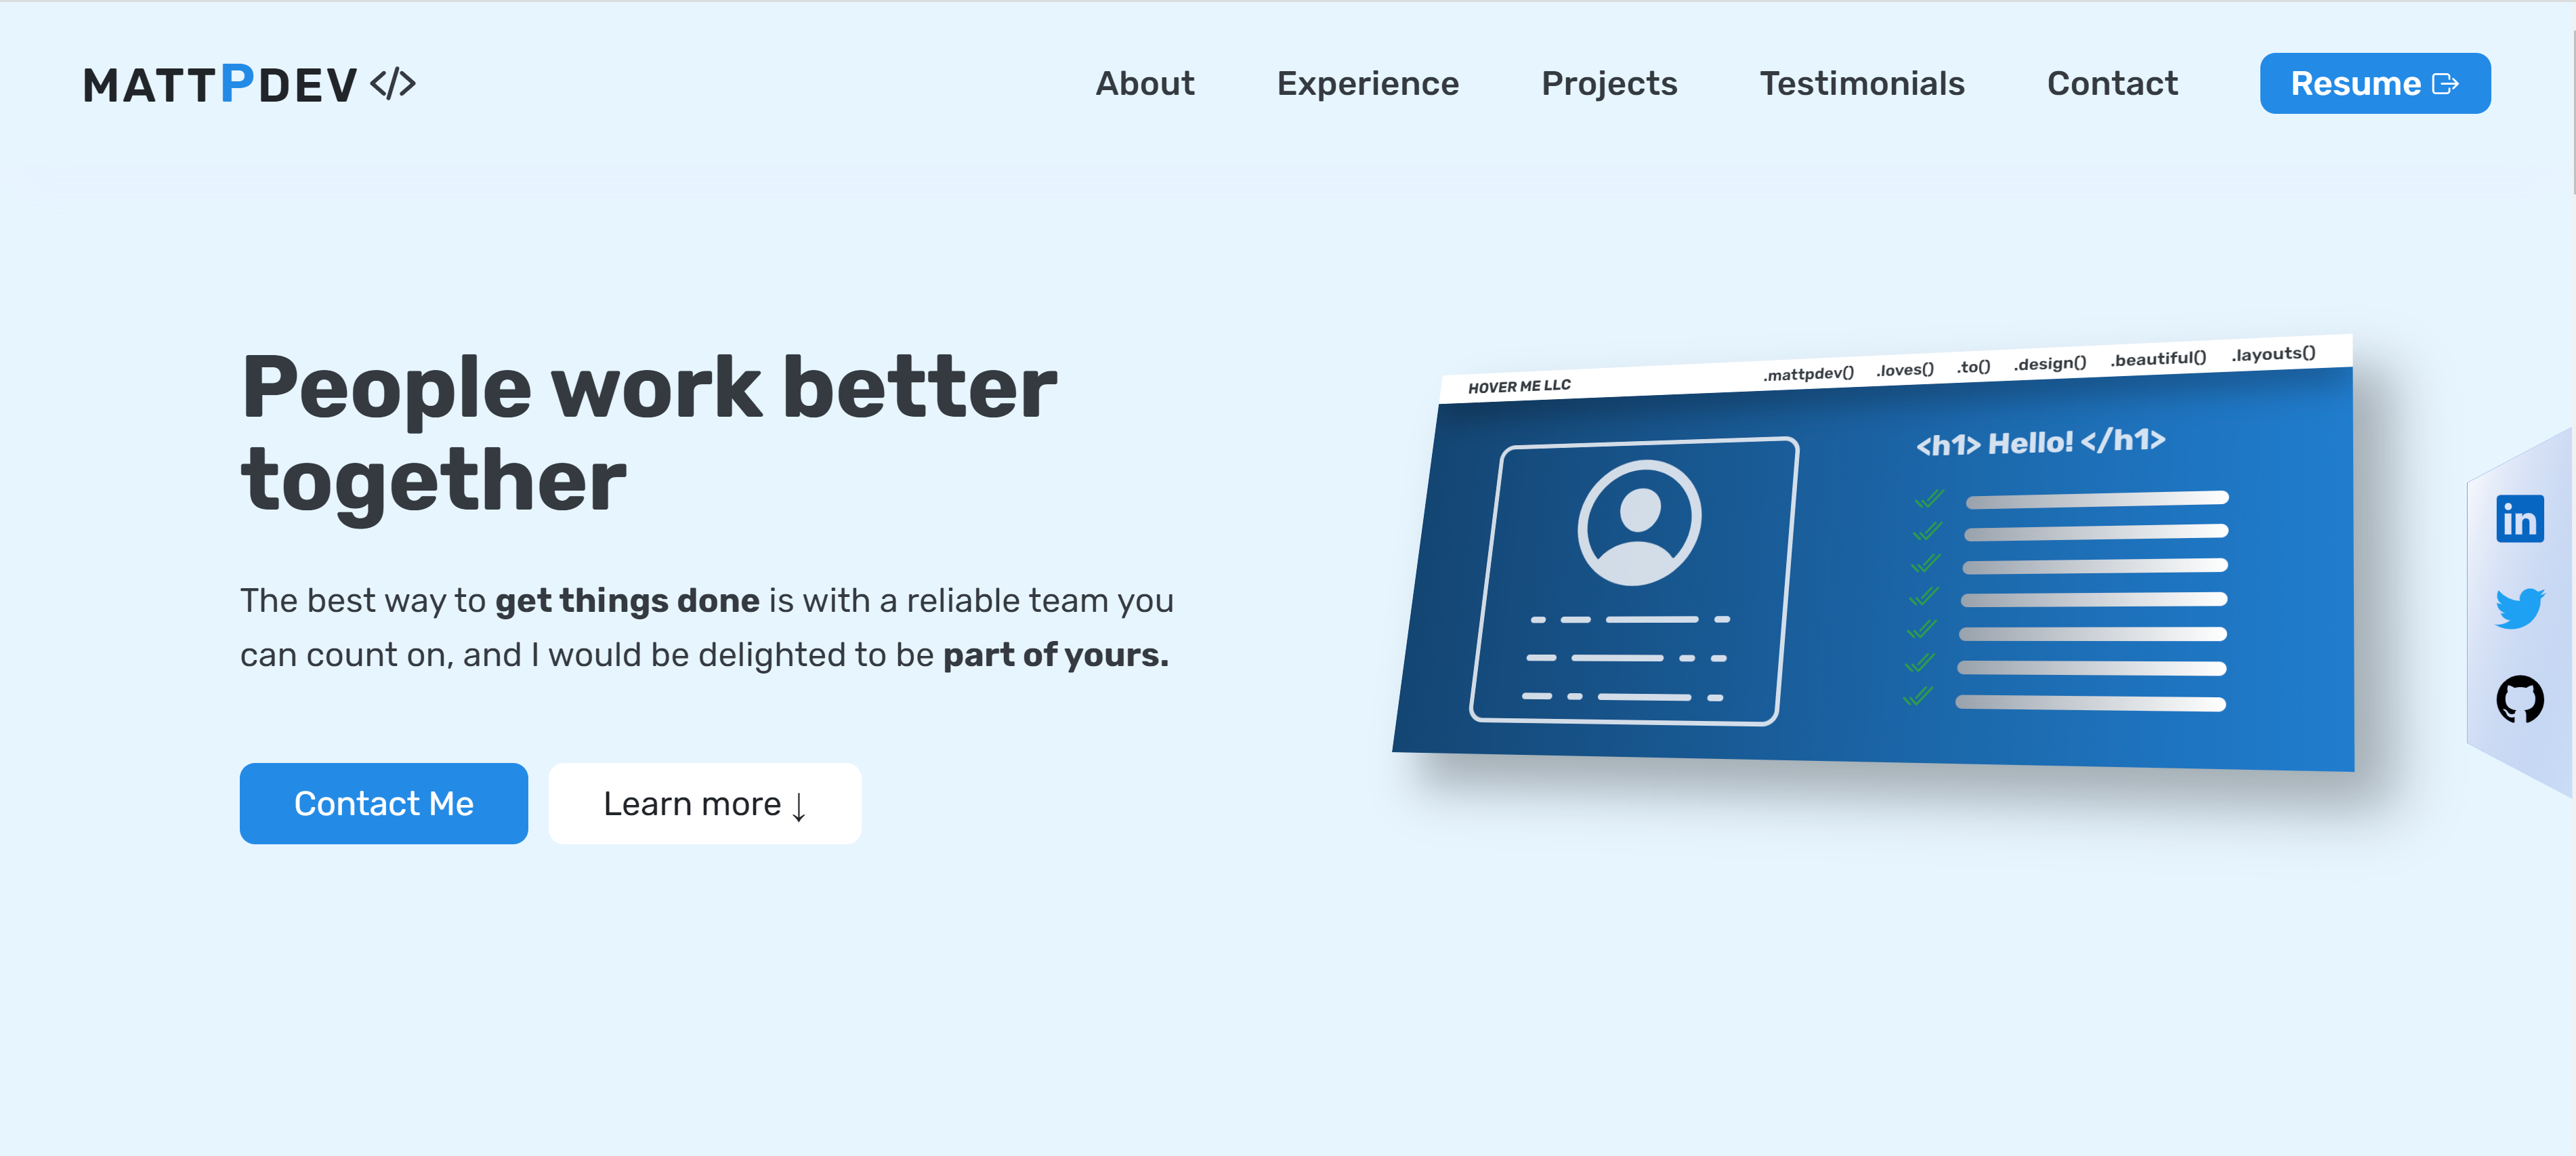 MATTPDEV </>
About Experience Projects Testimonials Contact Resume
People work better
together
The best way to get things done is with a reliable team you
can count on, and I would be delighted to be part of yours.
Contact Me Learn more ↓
HOVER ME LLC .mattpdev() .loves() .to() .design() .beautiful() .layouts()
<h1> Hello! </h1>
in